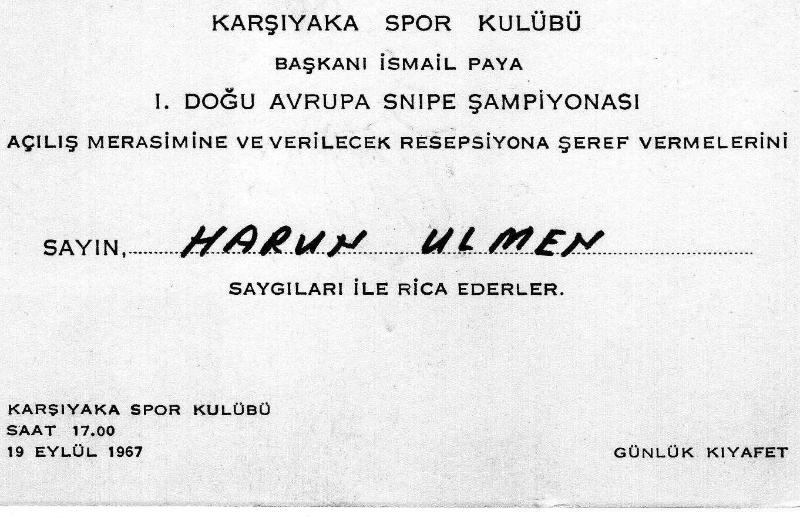 KARŞIYAKA SPOR KULÜBÜ
BAŞKANI İSMAİL PAYA
I. DOĞU AVRUPA SNIPE ŞAMPİYONASI
AÇILIŞ MERASİMİNE VE VERİLECEK RESEPSİYONA ŞEREF VERMELERİNİ
SAYIN, HARUN ULMEN
SAYGILARI İLE RİCA EDERLER.
KARŞIYAKA SPOR KULÜBÜ
SAAT 17.00
19 EYLÜL 1967
GÜNLÜK KIYAFET